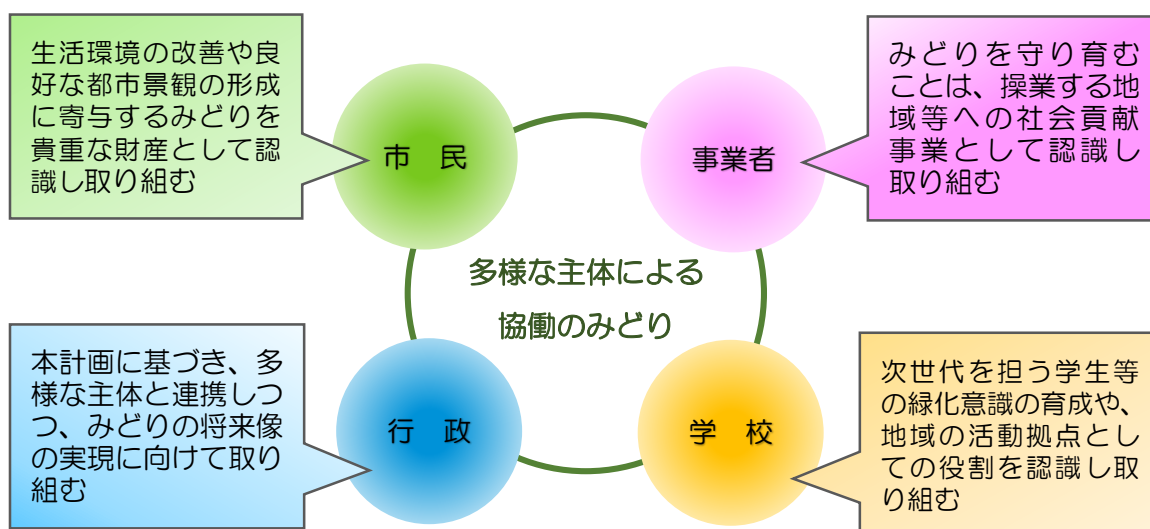 生活環境の改善や良
好な都市景観の形成
に寄与するみどりを
貴重な財産として認
識し取り組む
市　民
事業者
みどりを守り育む
ことは、操業する地
域等への社会貢献
事業として認識し
取り組む
多様な主体による
協働のみどり
本計画に基づき、多
様な主体と連携しつ
つ、みどりの将来像
の実現に向けて取り
組む
行　政
学　校
次世代を担う学生等
の緑化意識の育成や、
地域の活動拠点とし
ての役割を認識し取
り組む